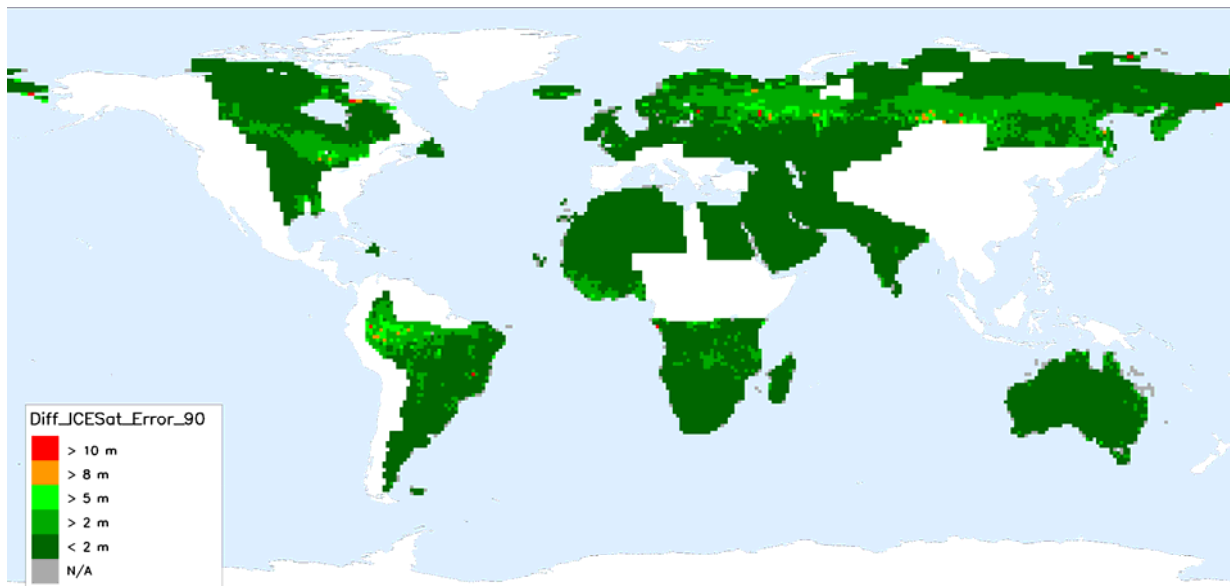 Diff_ICESat_Error_90
> 10 m
> 8 m
> 5 m
> 2 m
< 2 m
N/A